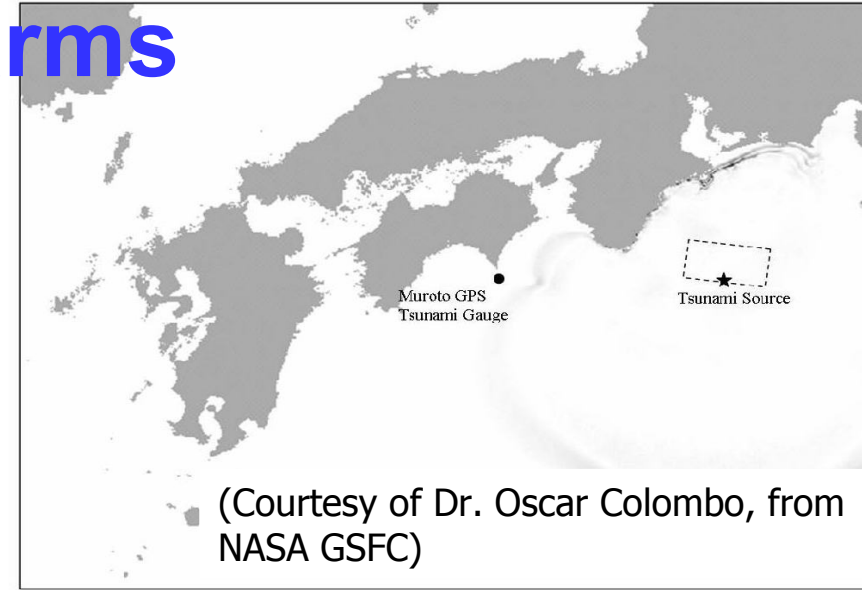 rms
Muroto GPS
Tsunami Gauge
Tsunami Source
(Courtesy of Dr. Oscar Colombo, from
NASA GSFC)